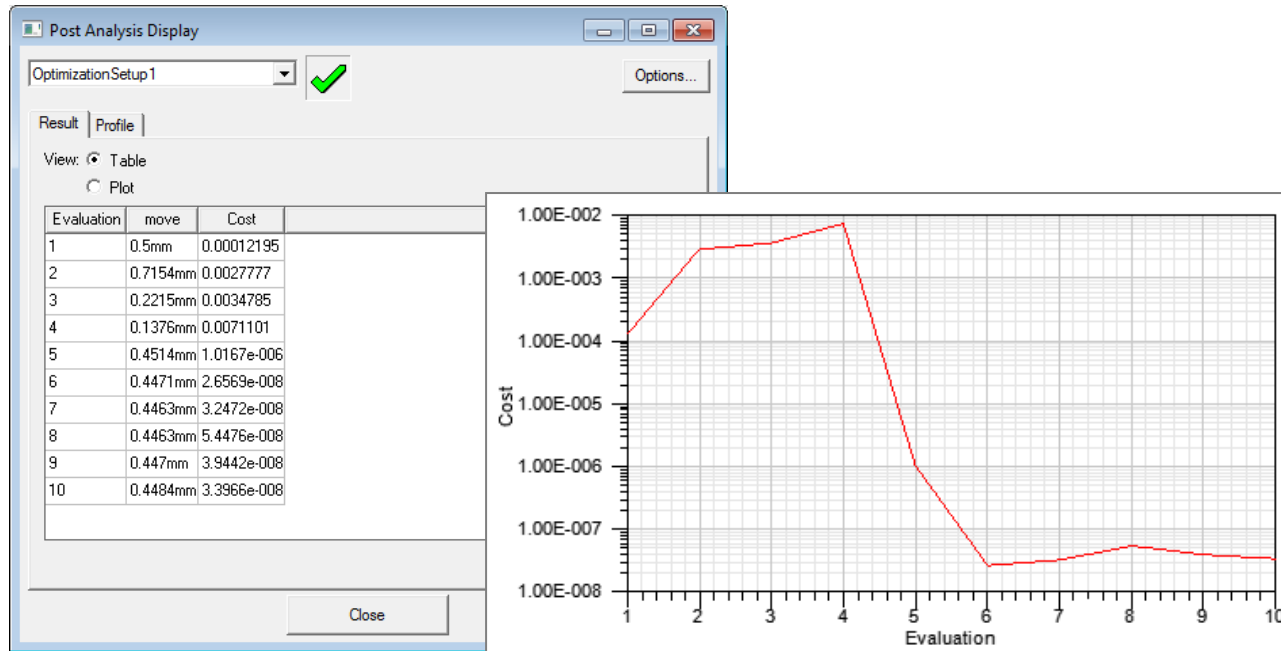 Post Analysis Display
OptimizationSetup1
Options...
Result Profile
View: Table
Plot
Evaluation move Cost
1 0.5mm 0.00012195
2 0.7154mm 0.0027777
3 0.2215mm 0.0034785
4 0.1376mm 0.0071101
5 0.4514mm 1.0167e-006
6 0.4471mm 2.6569e-008
7 0.4463mm 3.2472e-008
8 0.4463mm 5.4476e-008
9 0.447mm 3.9442e-008
10 0.4484mm 3.3966e-008
Close
1.00E-002
1.00E-003
1.00E-004
1.00E-005
1.00E-006
1.00E-007
1.00E-008
Cost
1 2 3 4 5 6 7 8 9 10
Evaluation